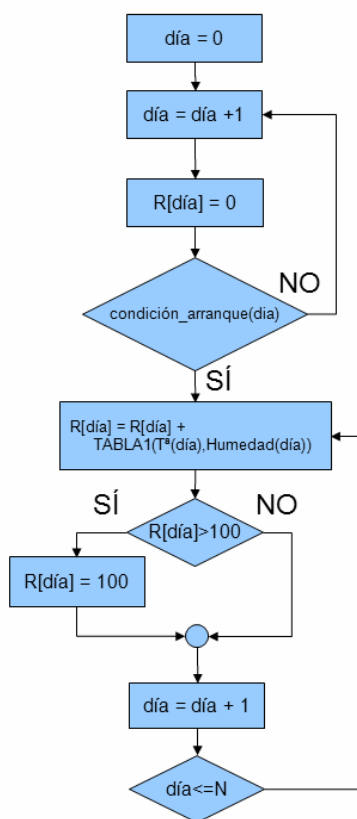 día = 0
día = día +1
R[día] = 0
NO
condición_arranque(dia)
SÍ
R[día] = R[día] +
TABLA1(Tª(día),Humedad(día))
SÍ
NO
R[día]>100
R[día] = 100
día = día + 1
día<=N